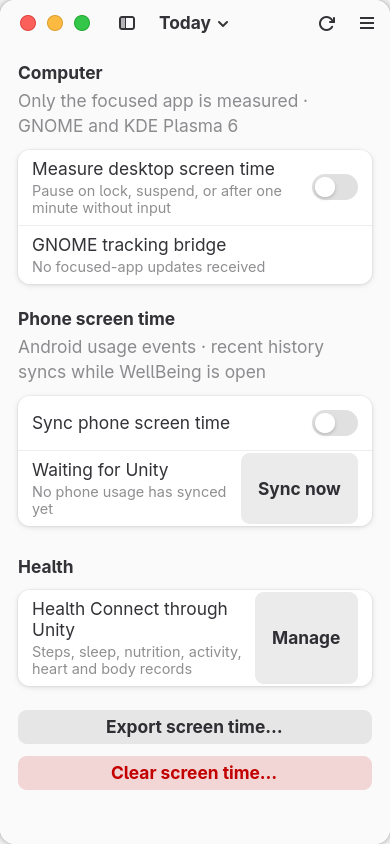 Today
Computer
Only the focused app is measured ·
GNOME and KDE Plasma 6
Measure desktop screen time
Pause on lock, suspend, or after one
minute without input
GNOME tracking bridge
No focused-app updates received
Phone screen time
Android usage events · recent history
syncs while WellBeing is open
Sync phone screen time
Waiting for Unity
No phone usage has synced
yet
Sync now
Health
Health Connect through
Unity
Steps, sleep, nutrition, activity,
heart and body records
Manage
Export screen time…
Clear screen time…